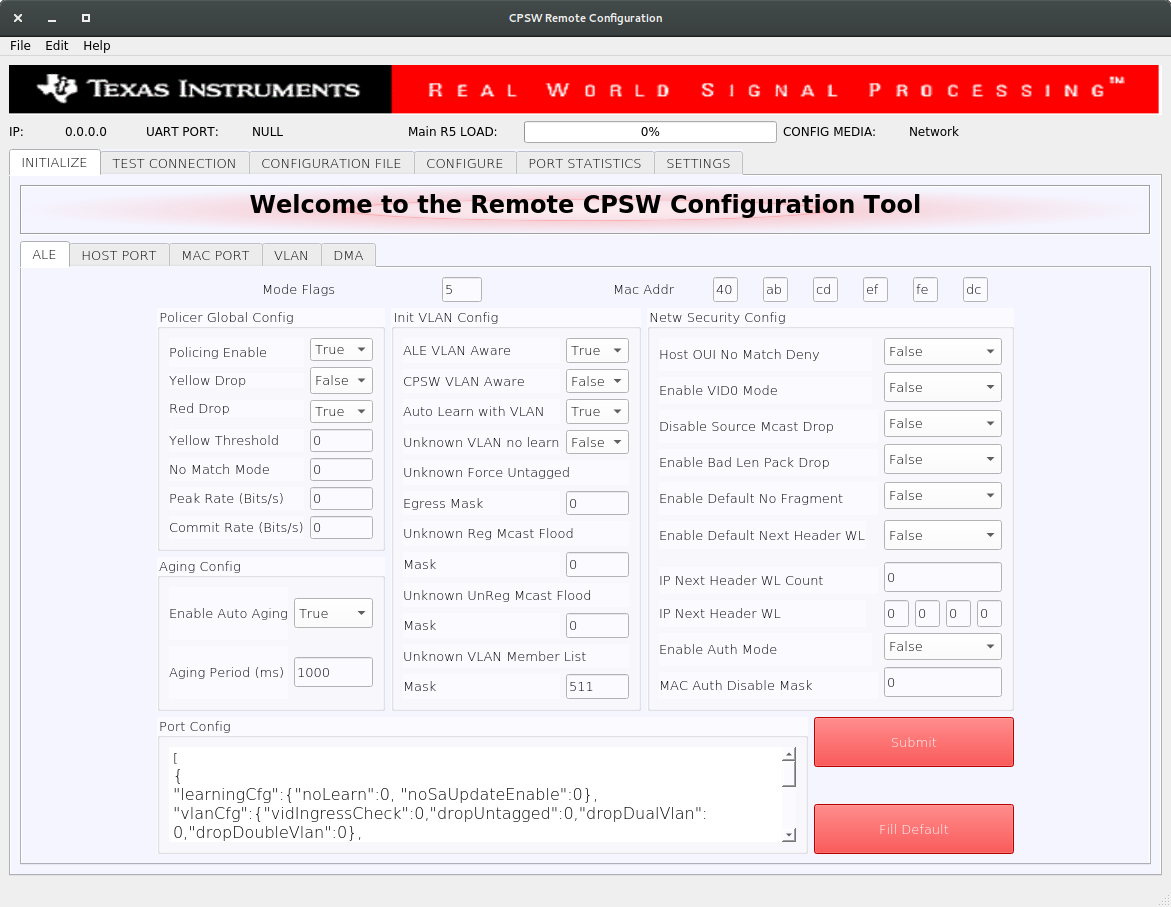 CPSW Remote Configuration
File Edit Help
TEXAS INSTRUMENTS REAL WORLD SIGNAL PROCESSING™
IP: 0.0.0.0 UART PORT: NULL Main R5 LOAD: 0% CONFIG MEDIA: Network
INITIALIZE TEST CONNECTION CONFIGURATION FILE CONFIGURE PORT STATISTICS SETTINGS
Welcome to the Remote CPSW Configuration Tool
ALE HOST PORT MAC PORT VLAN DMA
Mode Flags 5 Mac Addr 40 ab cd ef fe dc
Policer Global Config
Policing Enable True
Yellow Drop False
Red Drop True
Yellow Threshold 0
No Match Mode 0
Peak Rate (Bits/s) 0
Commit Rate (Bits/s) 0
Aging Config
Enable Auto Aging True
Aging Period (ms) 1000
Init VLAN Config
ALE VLAN Aware True
CPSW VLAN Aware False
Auto Learn with VLAN True
Unknown VLAN no learn False
Unknown Force Untagged
Egress Mask 0
Unknown Reg Mcast Flood
Mask 0
Unknown UnReg Mcast Flood
Mask 0
Unknown VLAN Member List
Mask 511
Netw Security Config
Host OUI No Match Deny False
Enable VID0 Mode False
Disable Source Mcast Drop False
Enable Bad Len Pack Drop False
Enable Default No Fragment False
Enable Default Next Header WL False
IP Next Header WL Count 0
IP Next Header WL 0 0 0 0
Enable Auth Mode False
MAC Auth Disable Mask 0
Port Config
[
{
"learningCfg":{"noLearn":0, "noSaUpdateEnable":0},
"vlanCfg":{"vidIngressCheck":0,"dropUntagged":0,"dropDualVlan":
0,"dropDoubleVlan":0},
Submit
Fill Default